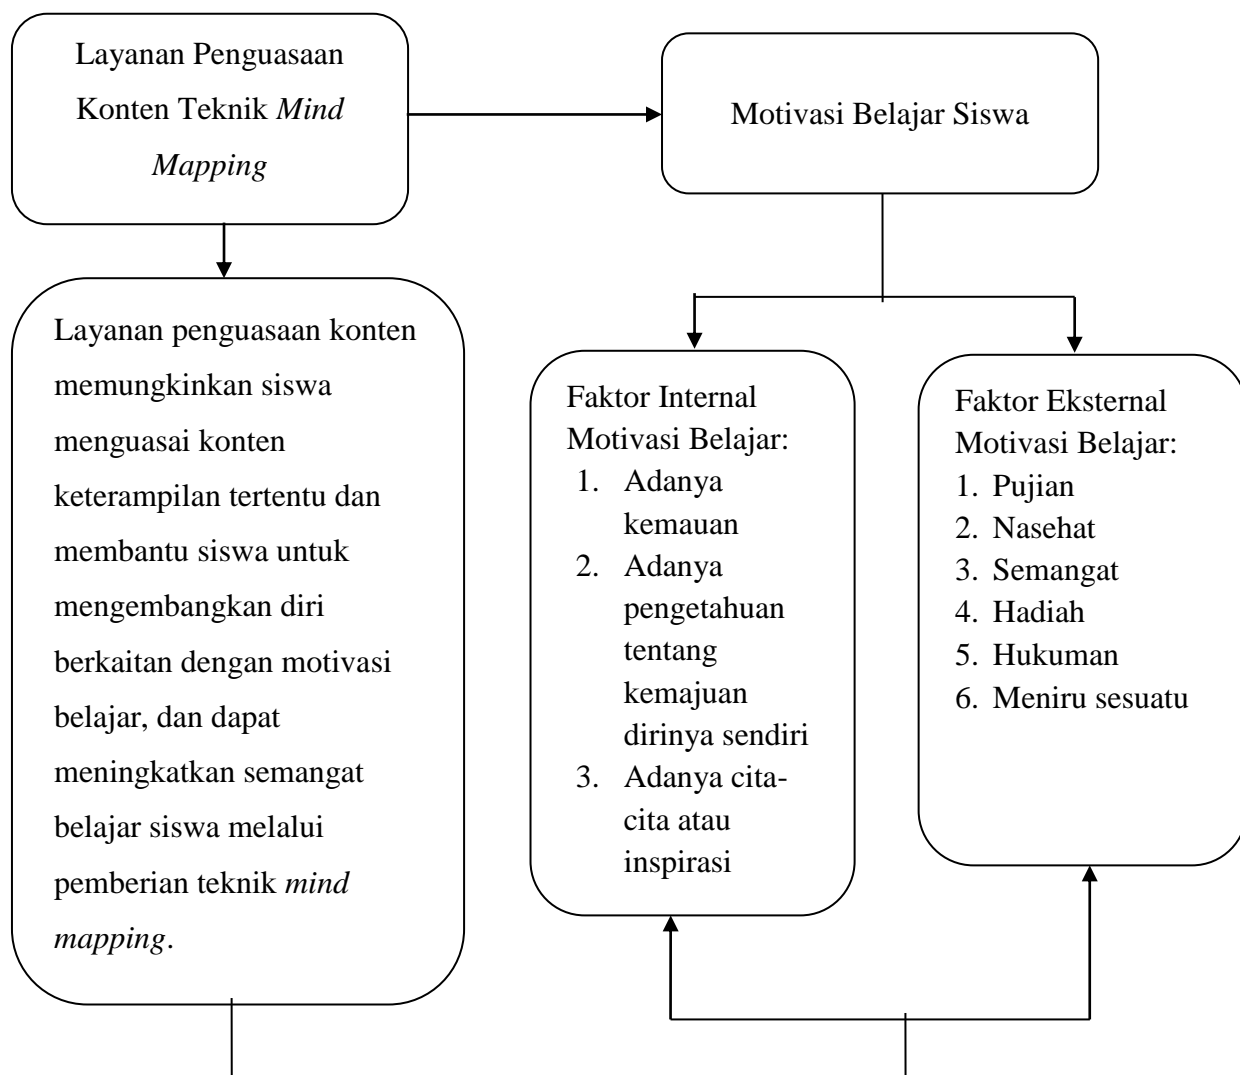 Layanan Penguasaan
Konten Teknik Mind
Mapping
Motivasi Belajar Siswa
Layanan penguasaan konten
memungkinkan siswa
menguasai konten
keterampilan tertentu dan
membantu siswa untuk
mengembangkan diri
berkaitan dengan motivasi
belajar, dan dapat
meningkatkan semangat
belajar siswa melalui
pemberian teknik mind
mapping.
Faktor Internal
Motivasi Belajar:
1. Adanya
kemauan
2. Adanya
pengetahuan
tentang
kemajuan
dirinya sendiri
3. Adanya cita-
cita atau
inspirasi
Faktor Eksternal
Motivasi Belajar:
1. Pujian
2. Nasehat
3. Semangat
4. Hadiah
5. Hukuman
6. Meniru sesuatu